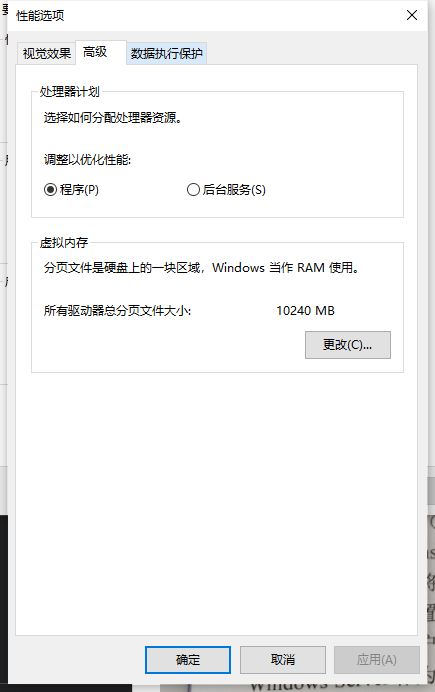 性能选项
视觉效果
高级
数据执行保护
处理器计划
选择如何分配处理器资源。
调整以优化性能:
程序(P)
后台服务(S)
虚拟内存
分页文件是硬盘上的一块区域，Windows 当作 RAM 使用。
所有驱动器总分页文件大小:
10240 MB
更改(C)...
确定
取消
应用(A)